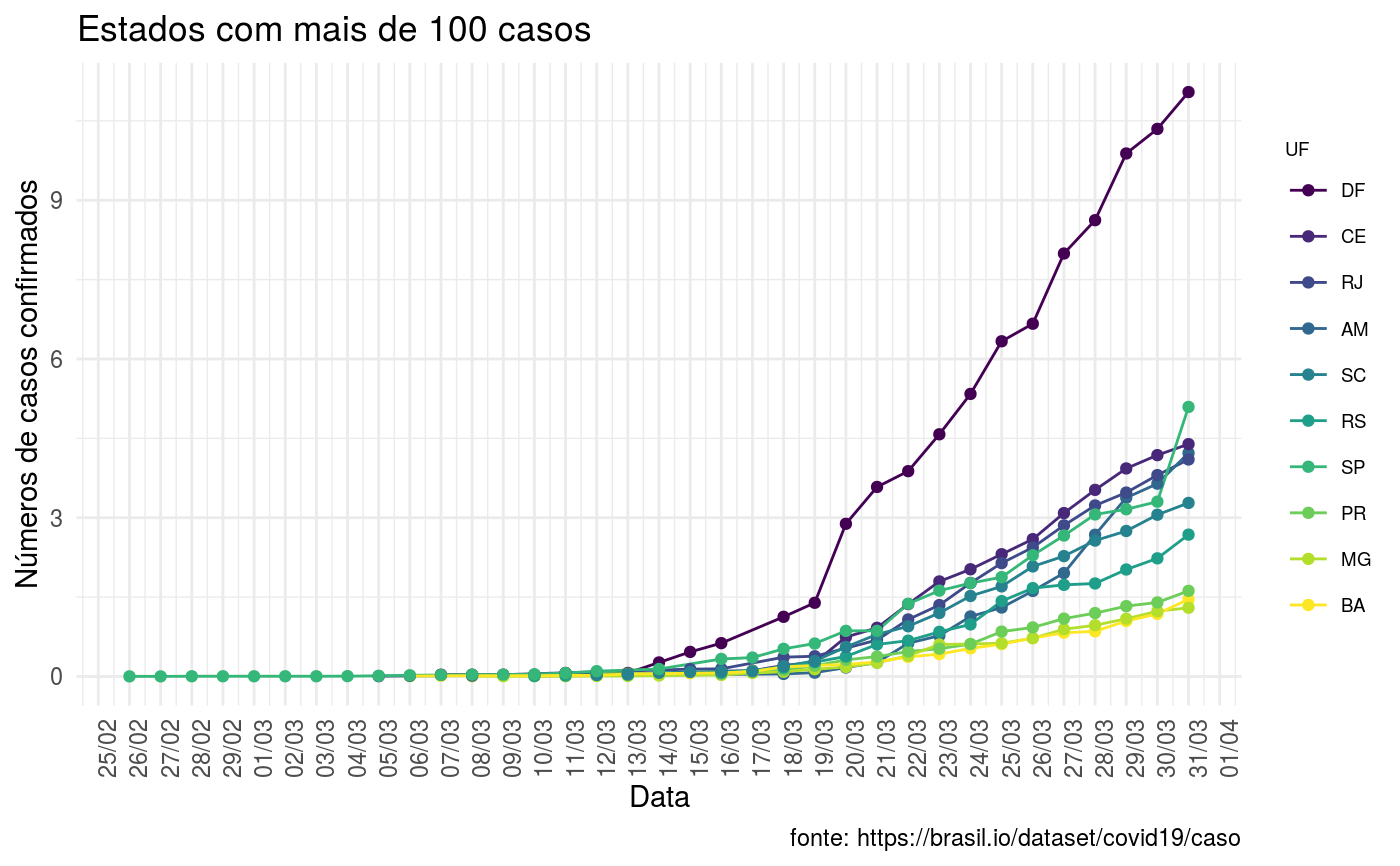 Estados com mais de 100 casos
Números de casos confirmados
9
6
3
0
25/02
26/02
27/02
28/02
29/02
01/03
02/03
03/03
04/03
05/03
06/03
07/03
08/03
09/03
10/03
11/03
12/03
13/03
14/03
15/03
16/03
17/03
18/03
19/03
20/03
21/03
22/03
23/03
24/03
25/03
26/03
27/03
28/03
29/03
30/03
31/03
01/04
Data
UF
DF
CE
RJ
AM
SC
RS
SP
PR
MG
BA
fonte: https://brasil.io/dataset/covid19/caso